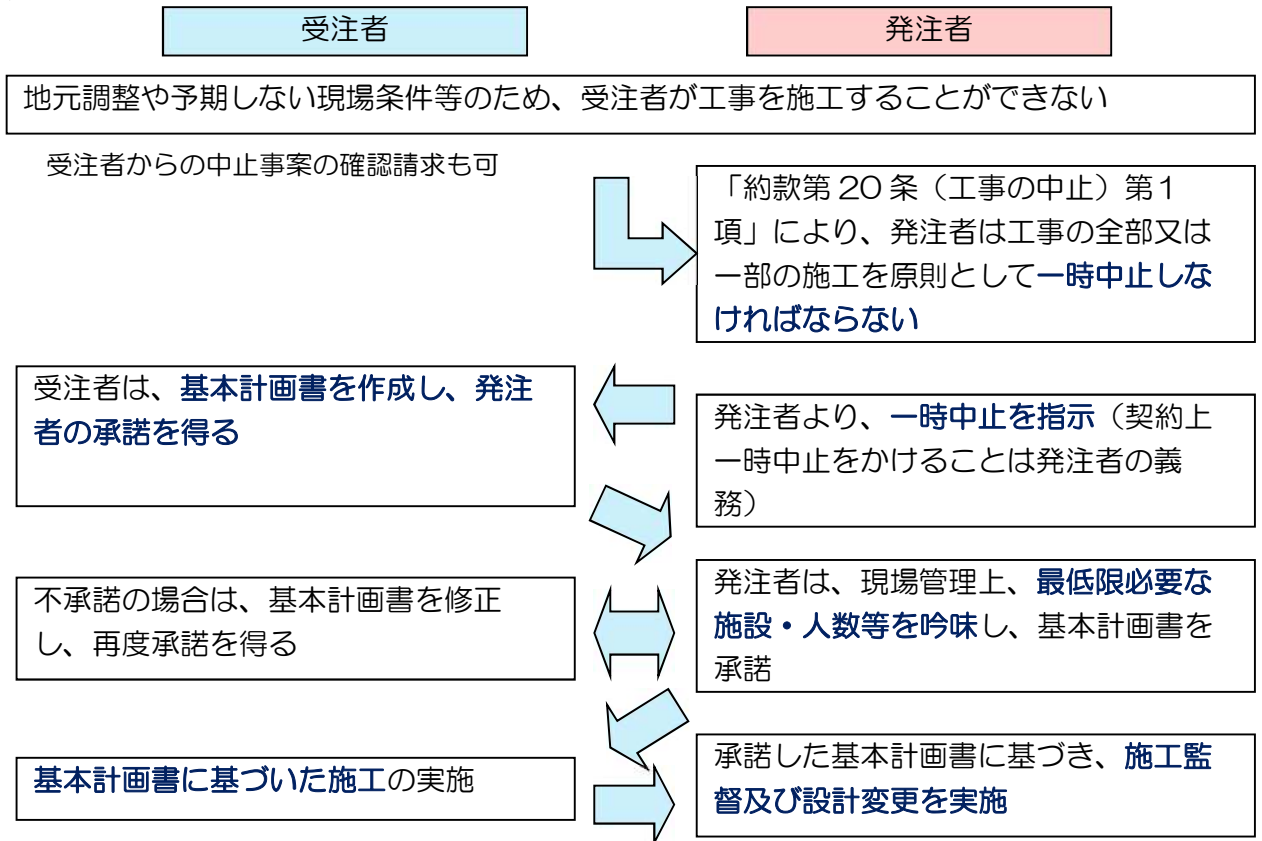 受注者
発注者
地元調整や予期しない現場条件等のため、受注者が工事を施工することができない
受注者からの中止事案の確認請求も可
「約款第20条（工事の中止）第1
項」により、発注者は工事の全部又は
一部の施工を原則として一時中止しな
ければならない
受注者は、基本計画書を作成し、発注
者の承諾を得る
発注者より、一時中止を指示（契約上
一時中止をかけることは発注者の義
務）
不承諾の場合は、基本計画書を修正
し、再度承諾を得る
発注者は、現場管理上、最低限必要な
施設・人数等を吟味し、基本計画書を
承諾
基本計画書に基づいた施工の実施
承諾した基本計画書に基づき、施工監
督及び設計変更を実施